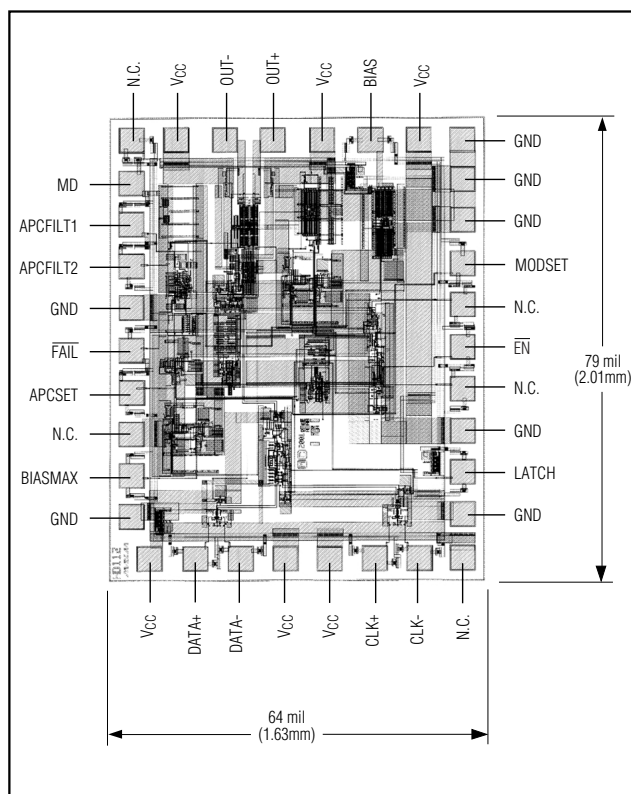 N.C.
VCC
OUT-
OUT+
VCC
BIAS
VCC
GND
GND
GND
MODSET
N.C.
EN
N.C.
GND
LATCH
GND
MD
APCFILT1
APCFILT2
GND
FAIL
APCSET
N.C.
BIASMAX
GND
HD112
VCC
DATA+
DATA-
VCC
VCC
CLK+
CLK-
N.C.
79 mil
(2.01mm)
64 mil
(1.63mm)